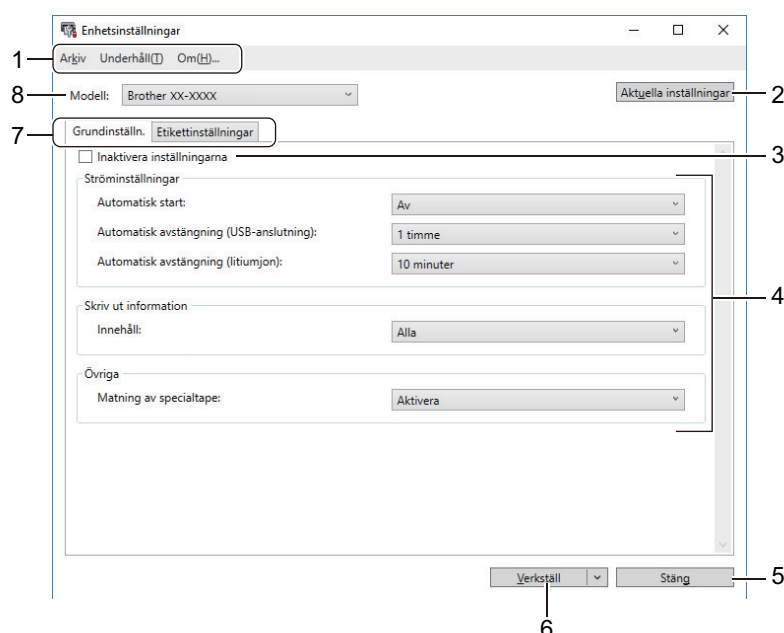 Enhetsinställningar
1
Arkiv Underhåll(T) Om(H)...
8 Modell: Brother XX-XXXX Aktuella inställningar 2
7 Grundinställn. Etikettinställningar
Inaktivera inställningarna 3
Ströminställningar
Automatisk start: Av
Automatisk avstängning (USB-anslutning): 1 timme
Automatisk avstängning (litiumjon): 10 minuter
4
Skriv ut information
Innehåll: Alla
Övriga
Matning av specialtape: Aktivera
Verkställ Stäng 5
6